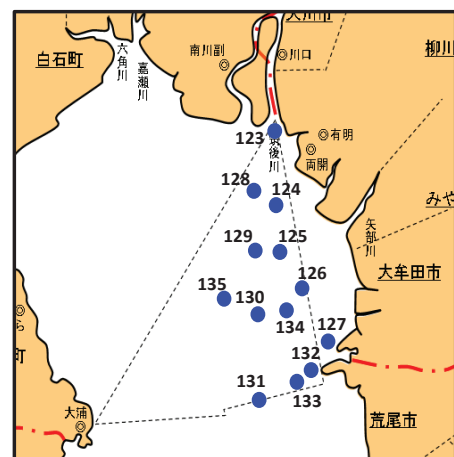 大川市
白石町
六角川
嘉瀬川
南川副
川口
柳川
123
筑後川
有明
両開
128
124
みや
矢部川
129
125
大牟田市
126
135
130
134
127
ら
町
132
133
131
大浦
荒尾市